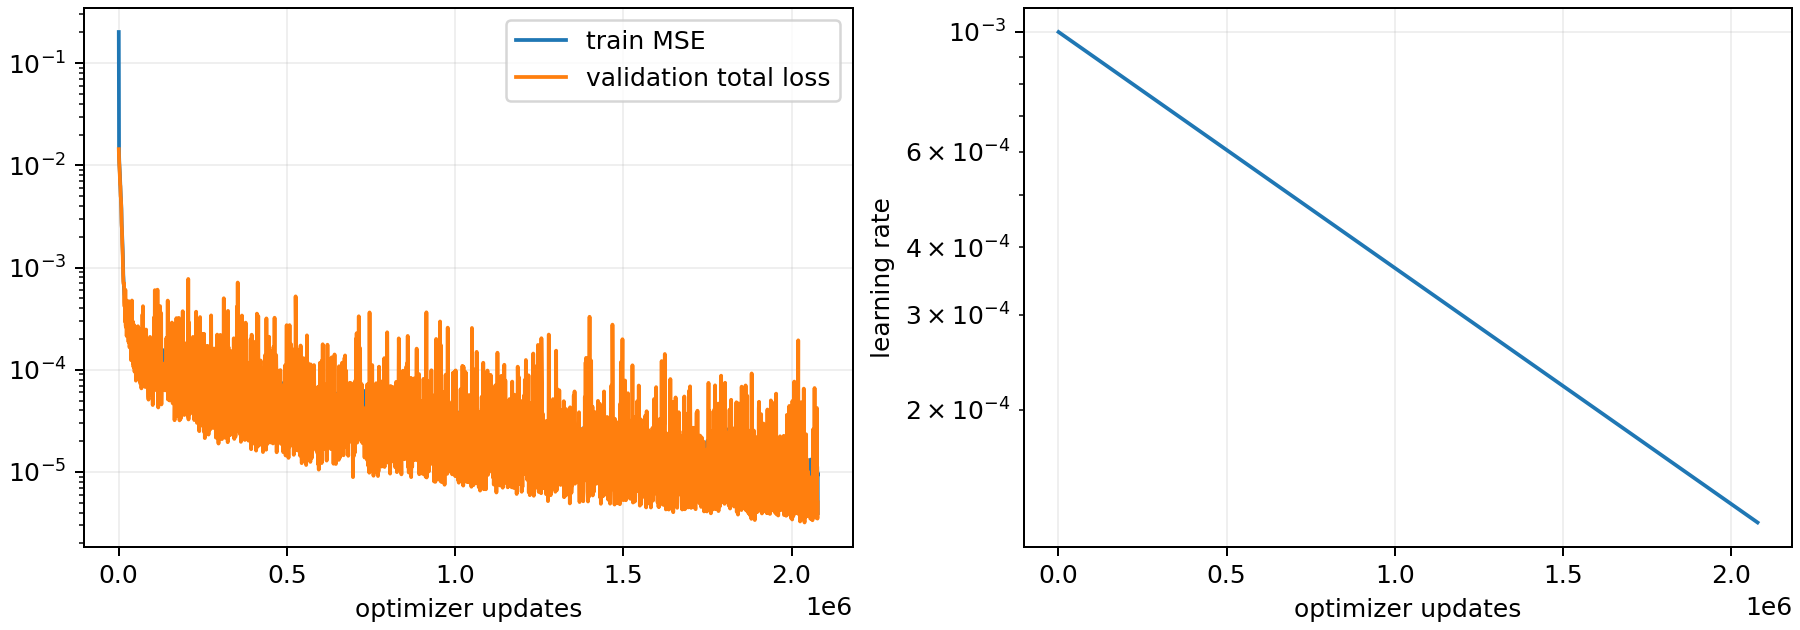 train MSE
validation total loss
10⁻¹
10⁻²
10⁻³
10⁻⁴
10⁻⁵
0.0 0.5 1.0 1.5 2.0
1e6
optimizer updates
learning rate
10⁻³
6 × 10⁻⁴
4 × 10⁻⁴
3 × 10⁻⁴
2 × 10⁻⁴
0.0 0.5 1.0 1.5 2.0
1e6
optimizer updates